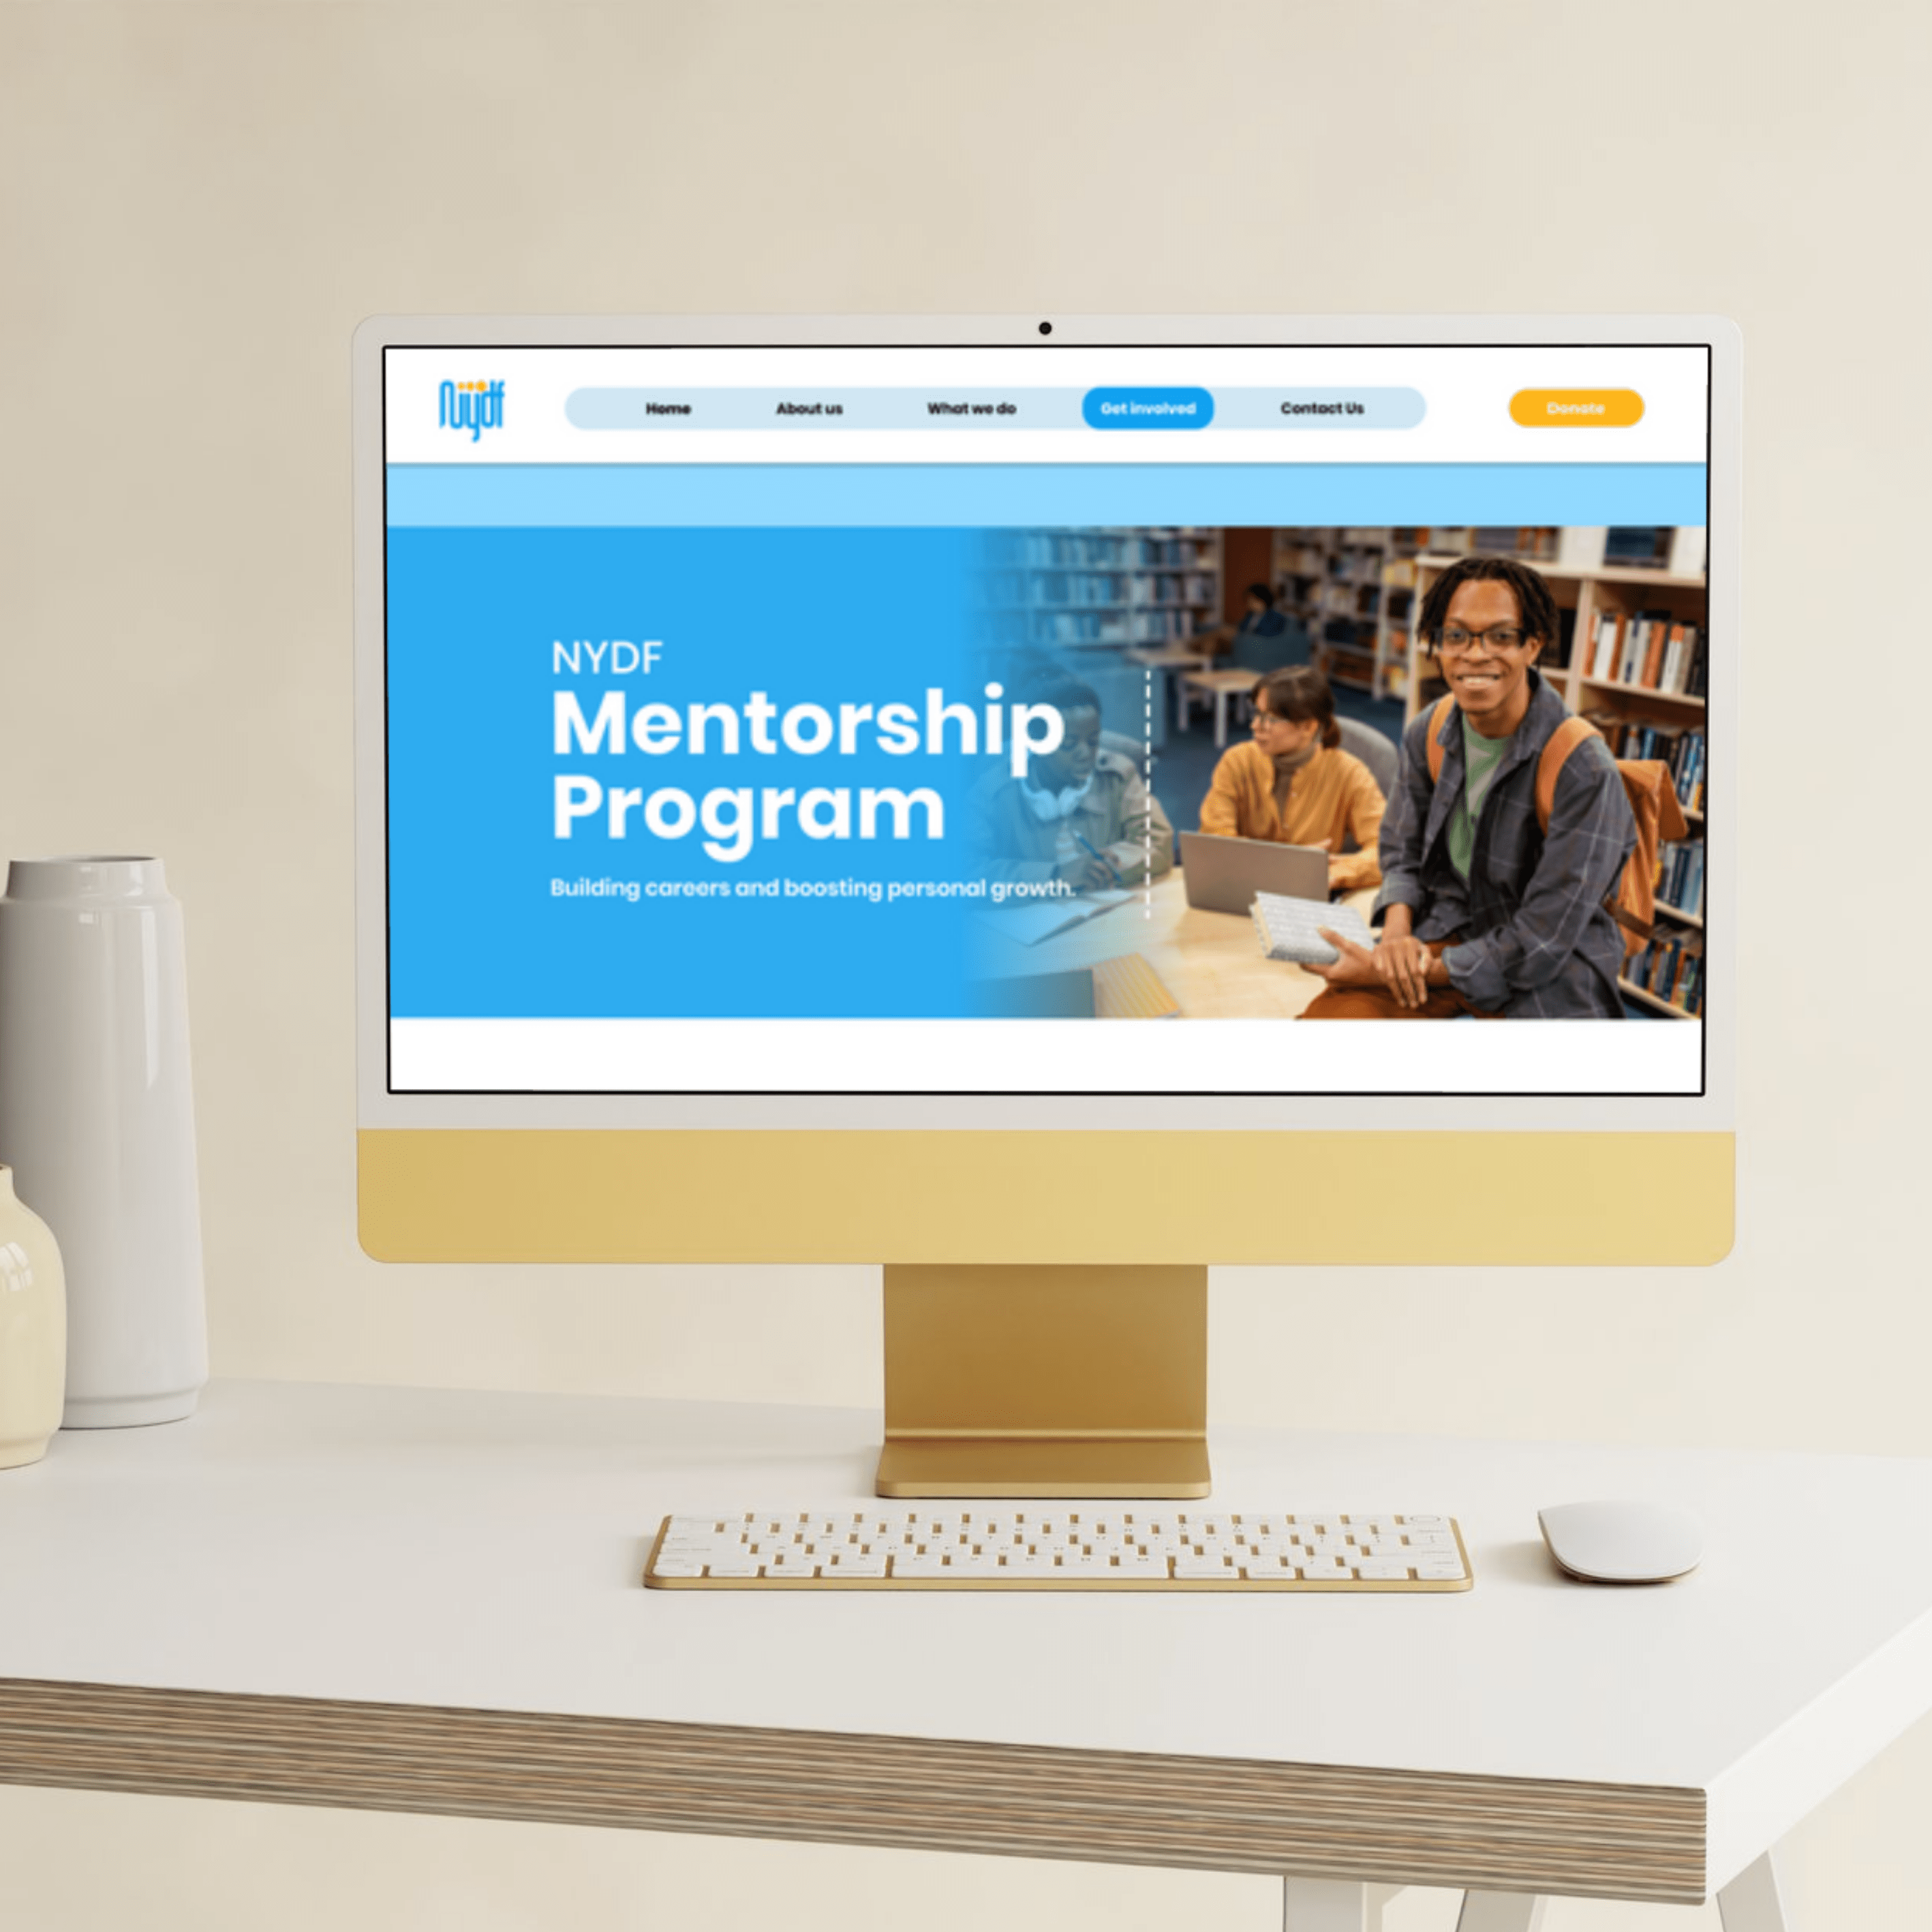 Nydf
Home About us What we do Get involved Contact Us Donate
NYDF
Mentorship
Program
Building careers and boosting personal growth.